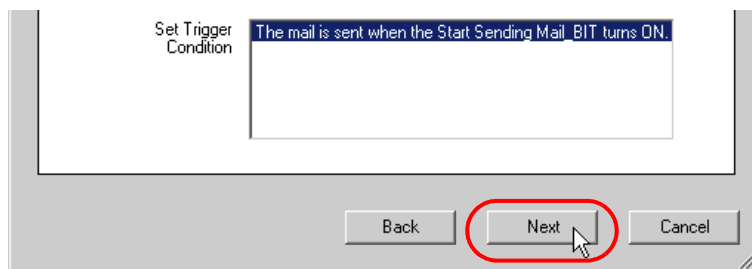 Set Trigger
Condition
The mail is sent when the Start Sending Mail_BIT turns ON.
Back
Next
Cancel